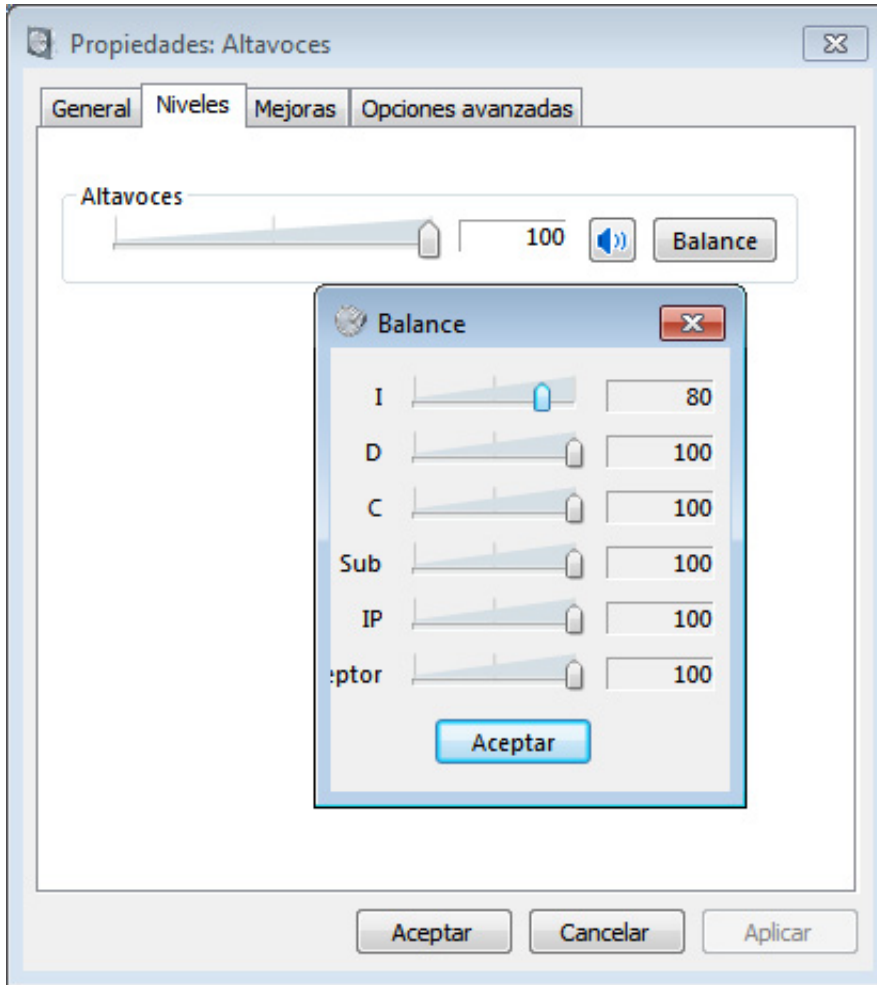 Propiedades: Altavoces
General Niveles Mejoras Opciones avanzadas
Altavoces
100 Balance
Balance
I 80
D 100
C 100
Sub 100
IP 100
eptor 100
Aceptar
Aceptar Cancelar Aplicar